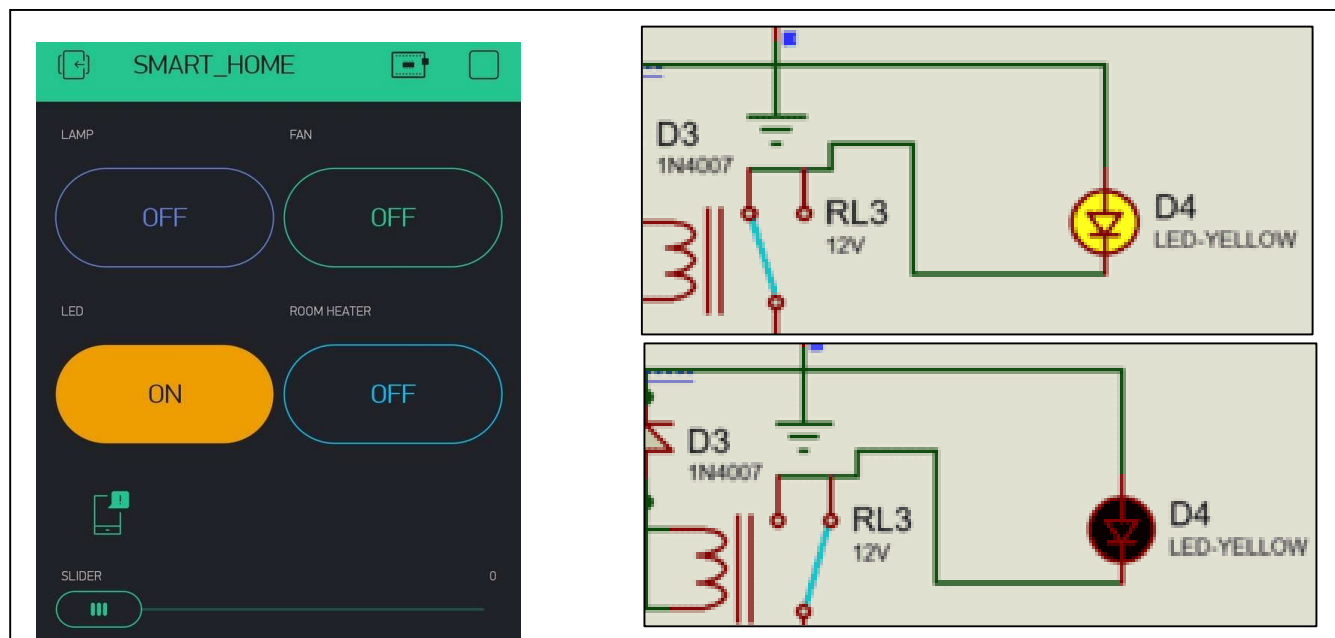 SMART_HOME
LAMP FAN
OFF OFF
LED ROOM HEATER
ON OFF
SLIDER 0
D3
1N4007
RL3
12V
D4
LED-YELLOW
D3
1N4007
RL3
12V
D4
LED-YELLOW